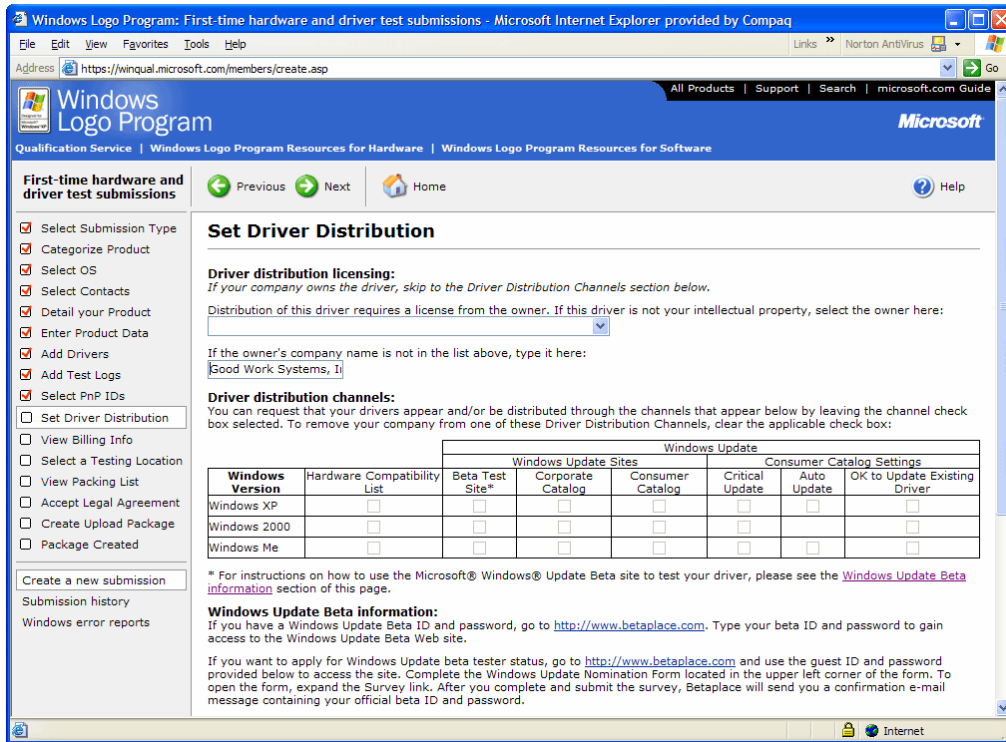 Windows Logo Program: First-time hardware and driver test submissions - Microsoft Internet Explorer provided by Compaq
File Edit View Favorites Tools Help Links » Norton AntiVirus
Address https://winqual.microsoft.com/members/create.asp Go
All Products | Support | Search | microsoft.com Guide
Windows
Logo Program
Microsoft
Qualification Service | Windows Logo Program Resources for Hardware | Windows Logo Program Resources for Software
First-time hardware and
driver test submissions
Previous Next Home Help
Select Submission Type
Categorize Product
Select OS
Select Contacts
Detail your Product
Enter Product Data
Add Drivers
Add Test Logs
Select PnP IDs
Set Driver Distribution
View Billing Info
Select a Testing Location
View Packing List
Accept Legal Agreement
Create Upload Package
Package Created
Create a new submission
Submission history
Windows error reports
Set Driver Distribution
Driver distribution licensing:
If your company owns the driver, skip to the Driver Distribution Channels section below.
Distribution of this driver requires a license from the owner. If this driver is not your intellectual property, select the owner here:
If the owner's company name is not in the list above, type it here:
Good Work Systems, I
Driver distribution channels:
You can request that your drivers appear and/or be distributed through the channels that appear below by leaving the channel check
box selected. To remove your company from one of these Driver Distribution Channels, clear the applicable check box:
Windows Update
Windows Update Sites Consumer Catalog Settings
Windows Version Hardware Compatibility List Beta Test Site* Corporate Catalog Consumer Catalog Critical Update Auto Update OK to Update Existing Driver
Windows XP
Windows 2000
Windows Me
* For instructions on how to use the Microsoft® Windows® Update Beta site to test your driver, please see the Windows Update Beta
information section of this page.
Windows Update Beta information:
If you have a Windows Update Beta ID and password, go to http://www.betaplace.com. Type your beta ID and password to gain
access to the Windows Update Beta Web site.
If you want to apply for Windows Update beta tester status, go to http://www.betaplace.com and use the guest ID and password
provided below to access the site. Complete the Windows Update Nomination Form located in the upper left corner of the form. To
open the form, expand the Survey link. After you complete and submit the survey, Betaplace will send you a confirmation e-mail
message containing your official beta ID and password.
Internet